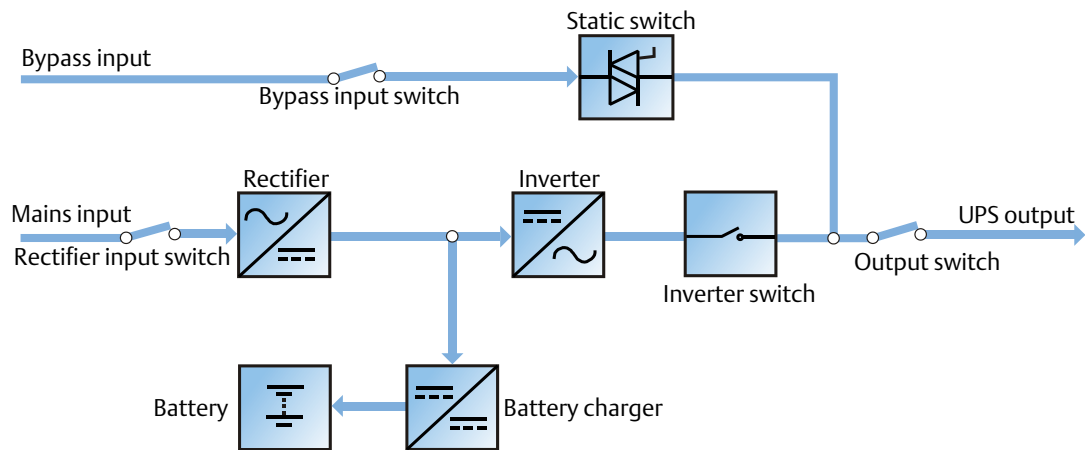 Static switch
Bypass input
Bypass input switch
Rectifier
Inverter
Mains input
UPS output
Rectifier input switch
Output switch
Inverter switch
Battery
Battery charger